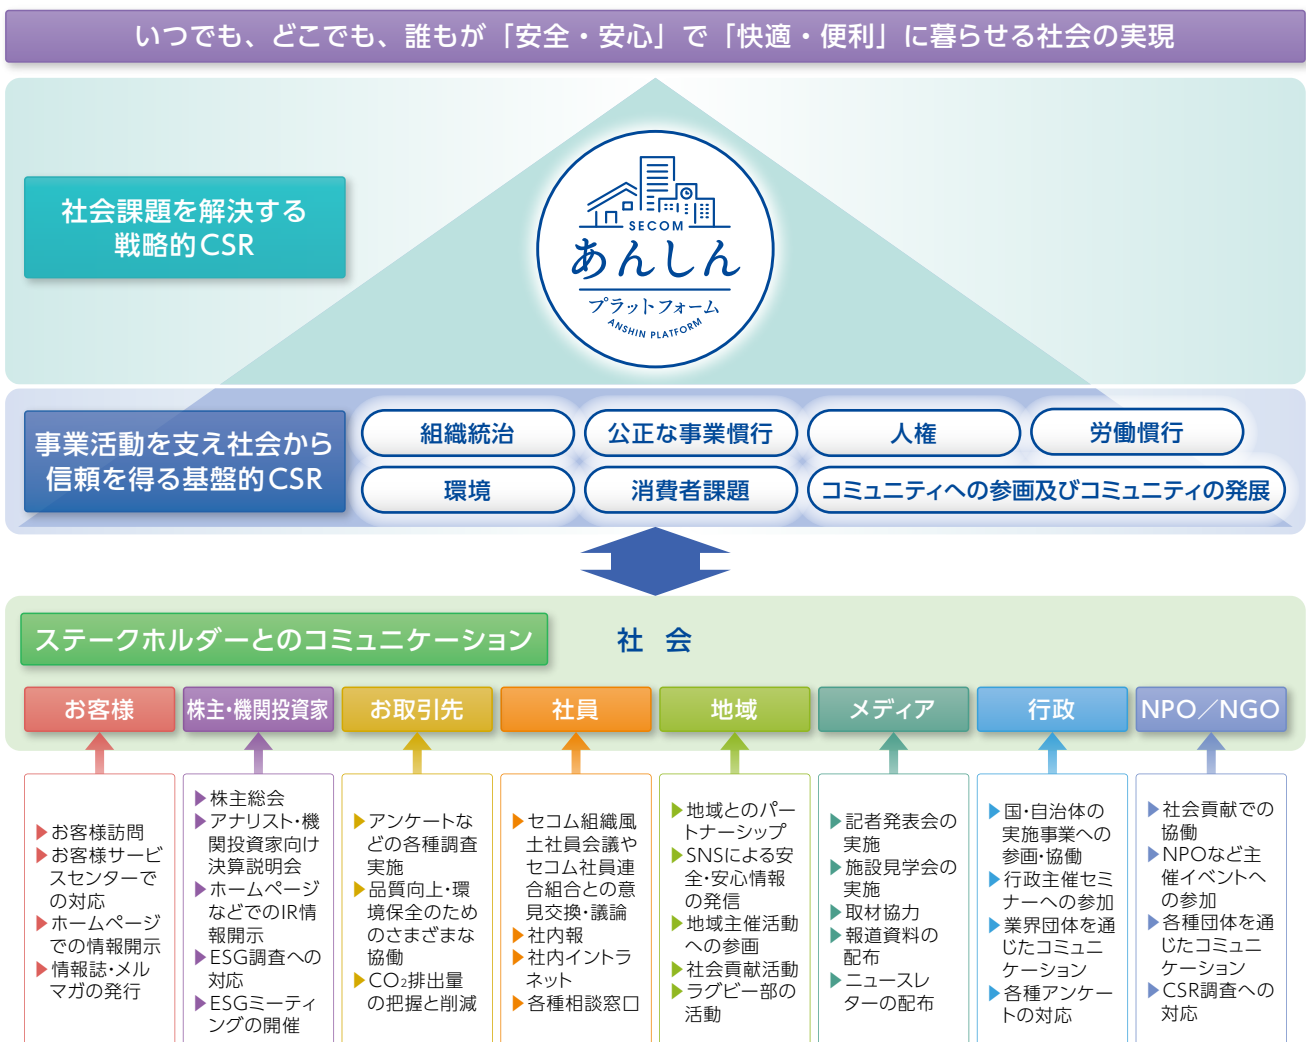 いつでも、どこでも、誰もが「安全・安心」で「快適・便利」に暮らせる社会の実現
社会課題を解決する
戦略的CSR
SECOM
あんしん
プラットフォーム
ANSHIN PLATFORM
事業活動を支え社会から
信頼を得る基盤的CSR
組織統治
公正な事業慣行
人権
労働慣行
環境
消費者課題
コミュニティへの参画及びコミュニティの発展
ステークホルダーとのコミュニケーション
社 会
お客様
株主・機関投資家
お取引先
社員
地域
メディア
行政
NPO／NGO
▶お客様訪問
▶お客様サービ
スセンターで
の対応
▶ホームページ
での情報開示
▶情報誌・メル
マガの発行
▶株主総会
▶アナリスト・機
関投資家向け
決算説明会
▶ホームページ
などでのIR情
報開示
▶ESG調査への
対応
▶ESGミーティ
ングの開催
▶アンケートな
どの各種調査
実施
▶品質向上・環
境保全のため
のさまざまな
協働
▶CO₂排出量
の把握と削減
▶セコム組織風
土社員会議や
セコム社員連
合組合との意
見交換・議論
▶社内報
▶社内イントラ
ネット
▶各種相談窓口
▶地域とのパー
トナーシップ
▶SNSによる安
全・安心情報
の発信
▶地域主催活動
への参画
▶社会貢献活動
▶ラグビー部の
活動
▶記者発表会の
実施
▶施設見学会の
実施
▶取材協力
▶報道資料の
配布
▶ニュースレ
ターの配布
▶国・自治体の
実施事業への
参画・協働
▶行政主催セミ
ナーへの参加
▶業界団体を通
じたコミュニ
ケーション
▶各種アンケー
トの対応
▶社会貢献での
協働
▶NPOなど主
催イベントへ
の参加
▶各種団体を通
じたコミュニ
ケーション
▶CSR調査への
対応